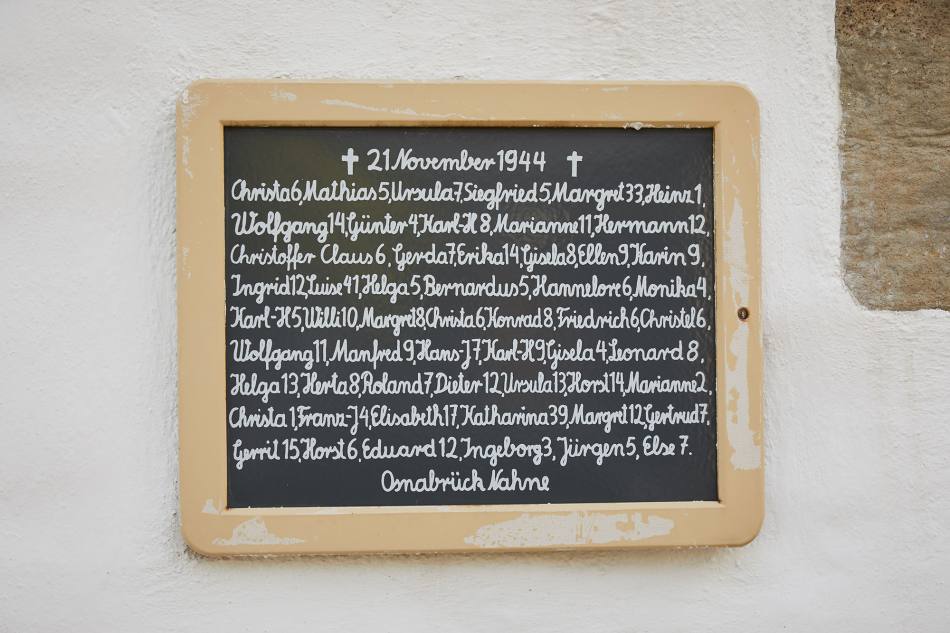 ✝ 21 November 1944 ✝
Christa 6, Mathias 5, Ursula 7, Siegfried 5, Margret 33, Heinz 1,
Wolfgang 14, Günter 4, Karl-H 8, Marianne 11, Hermann 12,
Christoffer Claus 6, Gerda 7, Erika 14, Gisela 8, Ellen 9, Karin 9,
Ingrid 12, Luise 41, Helga 5, Bernardus 5, Hannelore 6, Monika 4,
Karl-H 5, Willi 10, Margret 8, Christa 6, Konrad 8, Friedrich 6, Christel 6,
Wolfgang 11, Manfred 9, Hans-J 7, Karl-H 9, Gisela 4, Leonard 8,
Helga 13, Herta 8, Roland 7, Dieter 12, Ursula 13, Horst 14, Marianne 2,
Christa 1, Franz-J 4, Elisabeth 17, Katharina 39, Margret 12, Gertrud 7,
Gerrit 15, Horst 6, Eduard 12, Ingeborg 3, Jürgen 5, Else 7.
Osnabrück Nahne